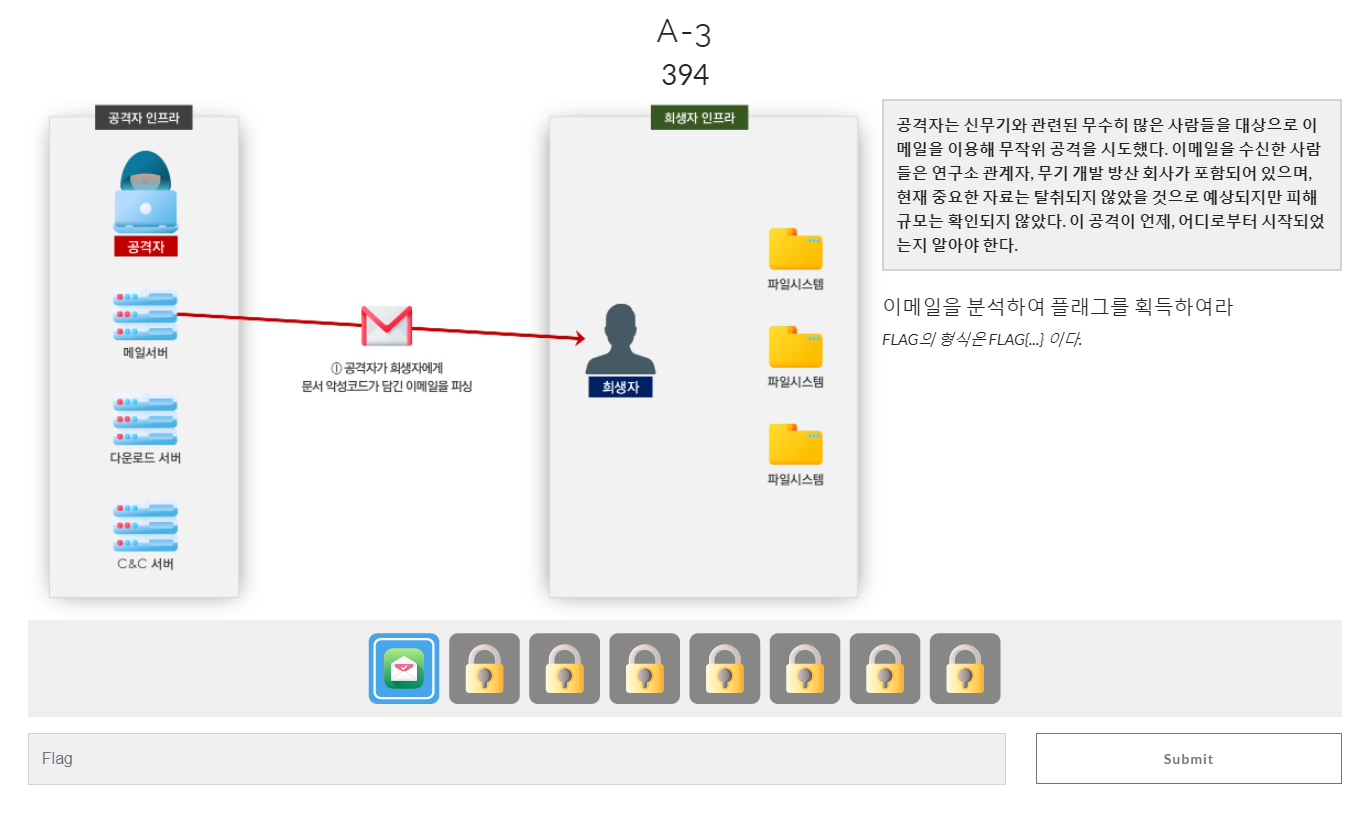 A-3
394
공격자 인프라
공격자
메일서버
다운로드 서버
C&C 서버
① 공격자가 희생자에게
문서 악성코드가 담긴 이메일을 파싱
희생자 인프라
희생자
파일시스템
파일시스템
파일시스템
공격자는 신무기와 관련된 무수히 많은 사람들을 대상으로 이
메일을 이용해 무작위 공격을 시도했다. 이메일을 수신한 사람
들은 연구소 관계자, 무기 개발 방산 회사가 포함되어 있으며,
현재 중요한 자료는 탈취되지 않았을 것으로 예상되지만 피해
규모는 확인되지 않았다. 이 공격이 언제, 어디로부터 시작되었
는지 알아야 한다.
이메일을 분석하여 플래그를 획득하여라
FLAG의 형식은 FLAG{...} 이다.
Flag
Submit